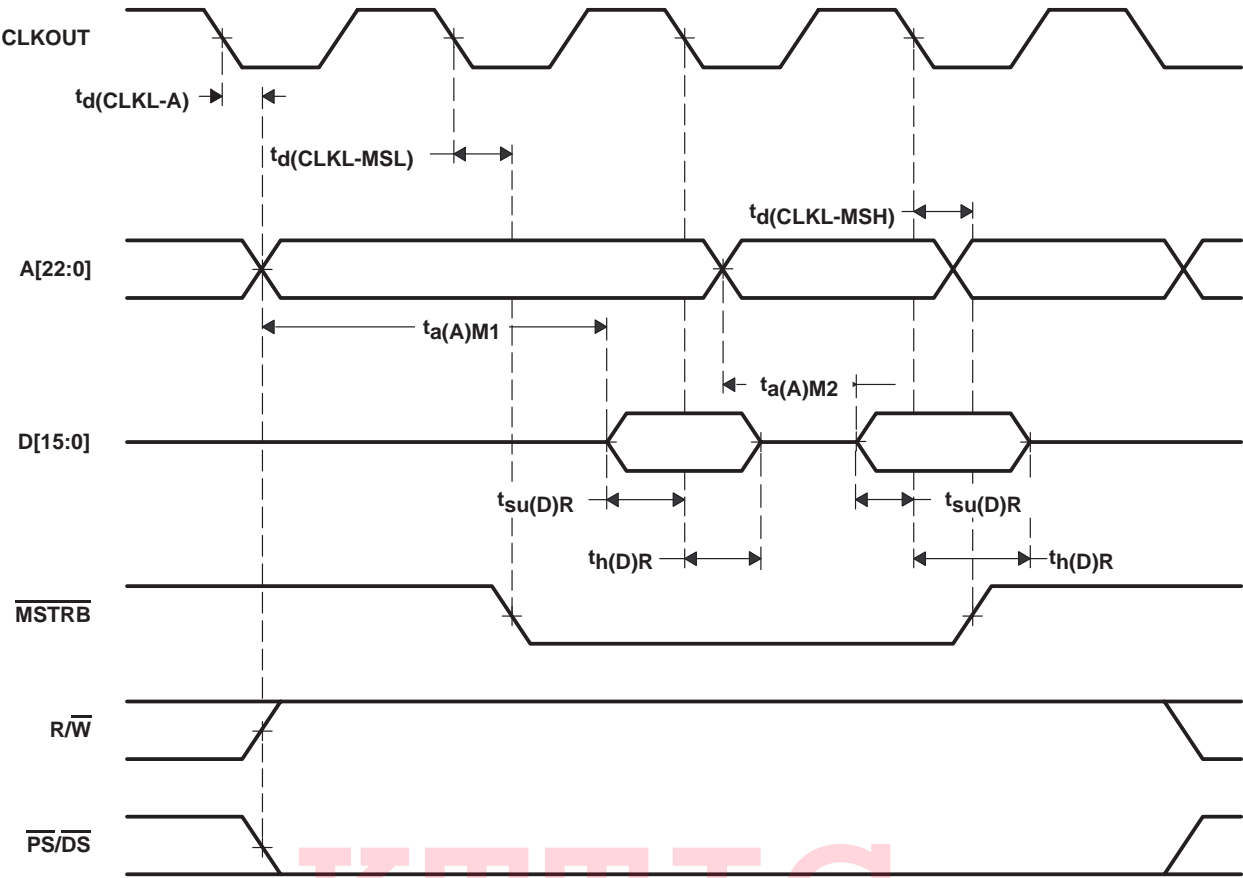 CLKOUT
td(CLKL-A)
td(CLKL-MSL)
td(CLKL-MSH)
A[22:0]
ta(A)M1
ta(A)M2
D[15:0]
tsu(D)R
tsu(D)R
th(D)R
th(D)R
MSTRB
R/W
PS/DS